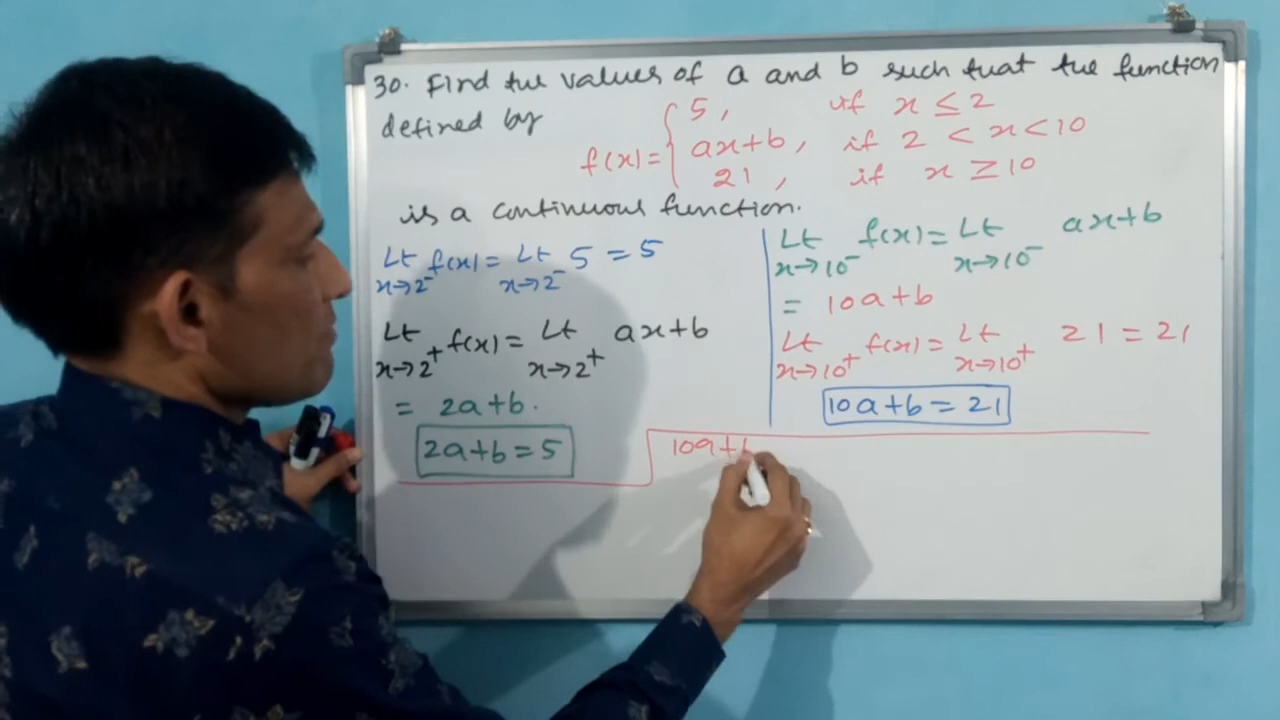 30. Find the values of a and b such that the function
defined by
f(x) = { 5, if x ≤ 2
ax+b, if 2 < x < 10
21, if x ≥ 10
is a continuous function.
Lt f(x) = Lt 5 = 5
x→2⁻ x→2⁻
Lt f(x) = Lt ax+b
x→2⁺ x→2⁺
= 2a+b.
2a+b = 5
Lt f(x) = Lt ax+b
x→10⁻ x→10⁻
= 10a+b
Lt f(x) = Lt 21 = 21
x→10⁺ x→10⁺
10a+b = 21
10a+